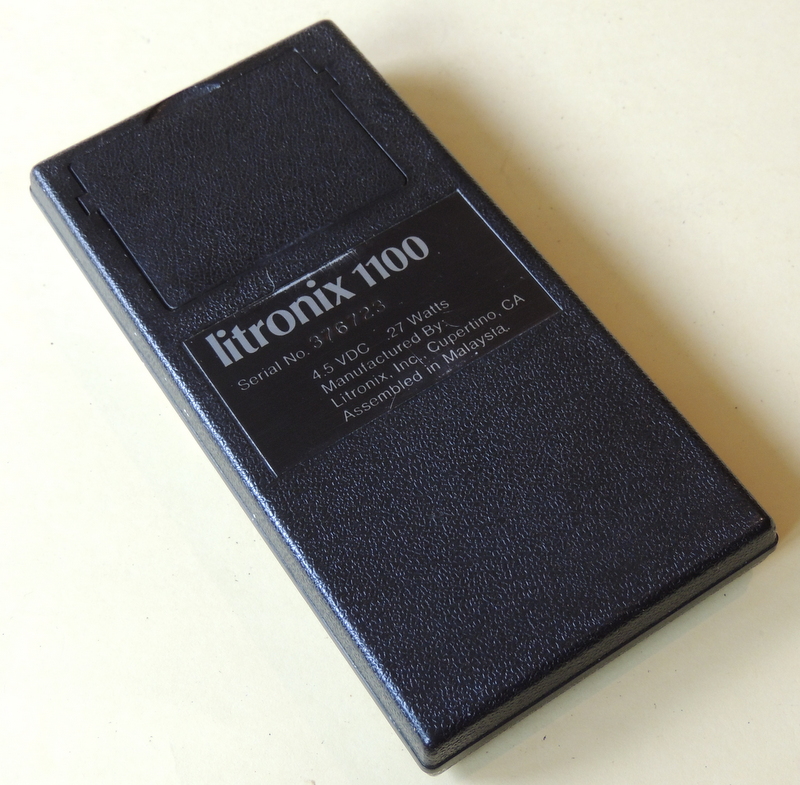 litronix 1100
Serial No. 376723
4.5 VDC .27 Watts
Manufactured By:
Litronix, Inc., Cupertino, CA
Assembled in Malaysia.